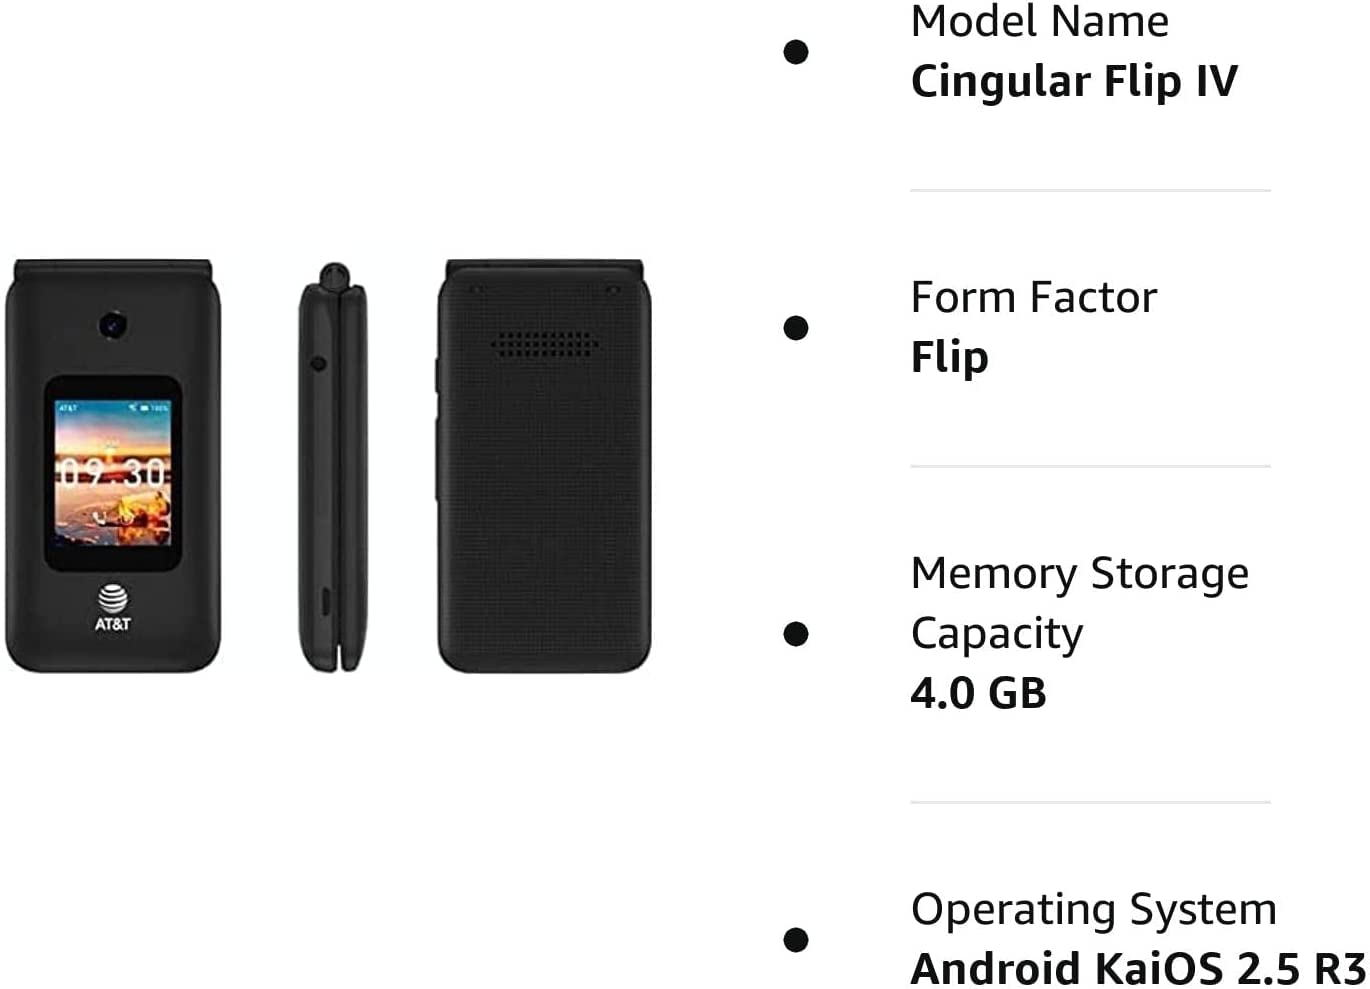 Model Name
Cingular Flip IV
Form Factor
Flip
Memory Storage
Capacity
4.0 GB
Operating System
Android KaiOS 2.5 R3
AT&T 100%
09.30
AT&T